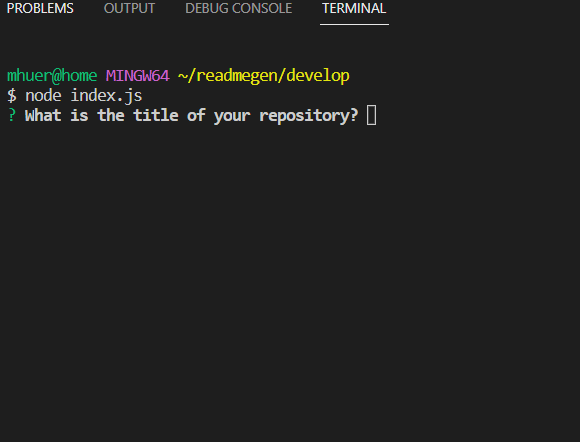 PROBLEMS OUTPUT DEBUG CONSOLE TERMINAL
mhuer@home MINGW64 ~/readmegen/develop
$ node index.js
? What is the title of your repository?